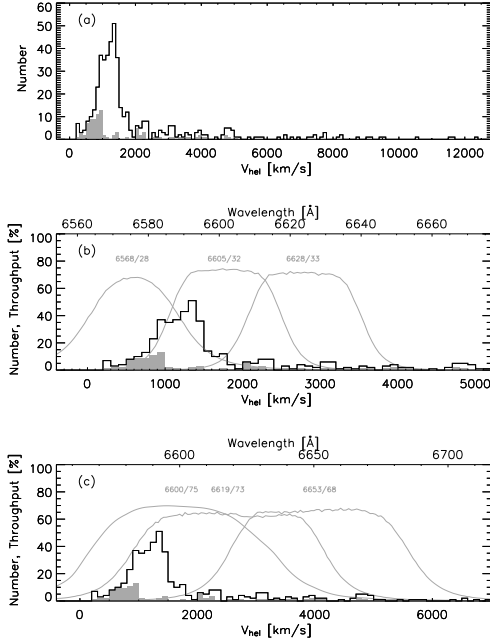 (a)
60
50
40
30
20
10
0
Number
0 2000 4000 6000 8000 10000 12000
Vhel [km/s]
Wavelength [Å]
6560 6580 6600 6620 6640 6660
(b)
100
80
60
40
20
0
Number, Throughput [%]
6568/28 6605/32 6628/33
0 1000 2000 3000 4000 5000
Vhel [km/s]
Wavelength [Å]
6600 6650 6700
(c)
100
80
60
40
20
0
Number, Throughput [%]
6600/75 6619/73 6653/68
0 2000 4000 6000
Vhel [km/s]